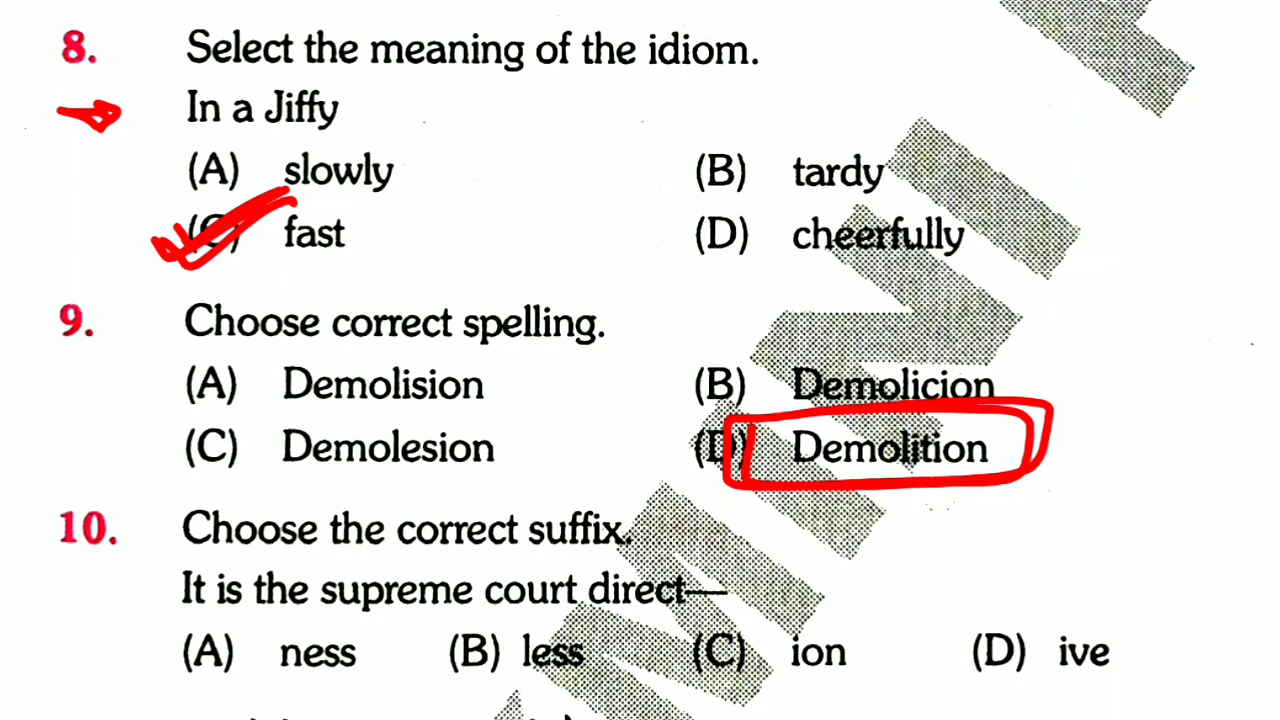 8. Select the meaning of the idiom.
In a Jiffy
(A) slowly (B) tardy
(C) fast (D) cheerfully
9. Choose correct spelling.
(A) Demolision (B) Demolicion
(C) Demolesion (D) Demolition
10. Choose the correct suffix.
It is the supreme court direct—
(A) ness (B) less (C) ion (D) ive